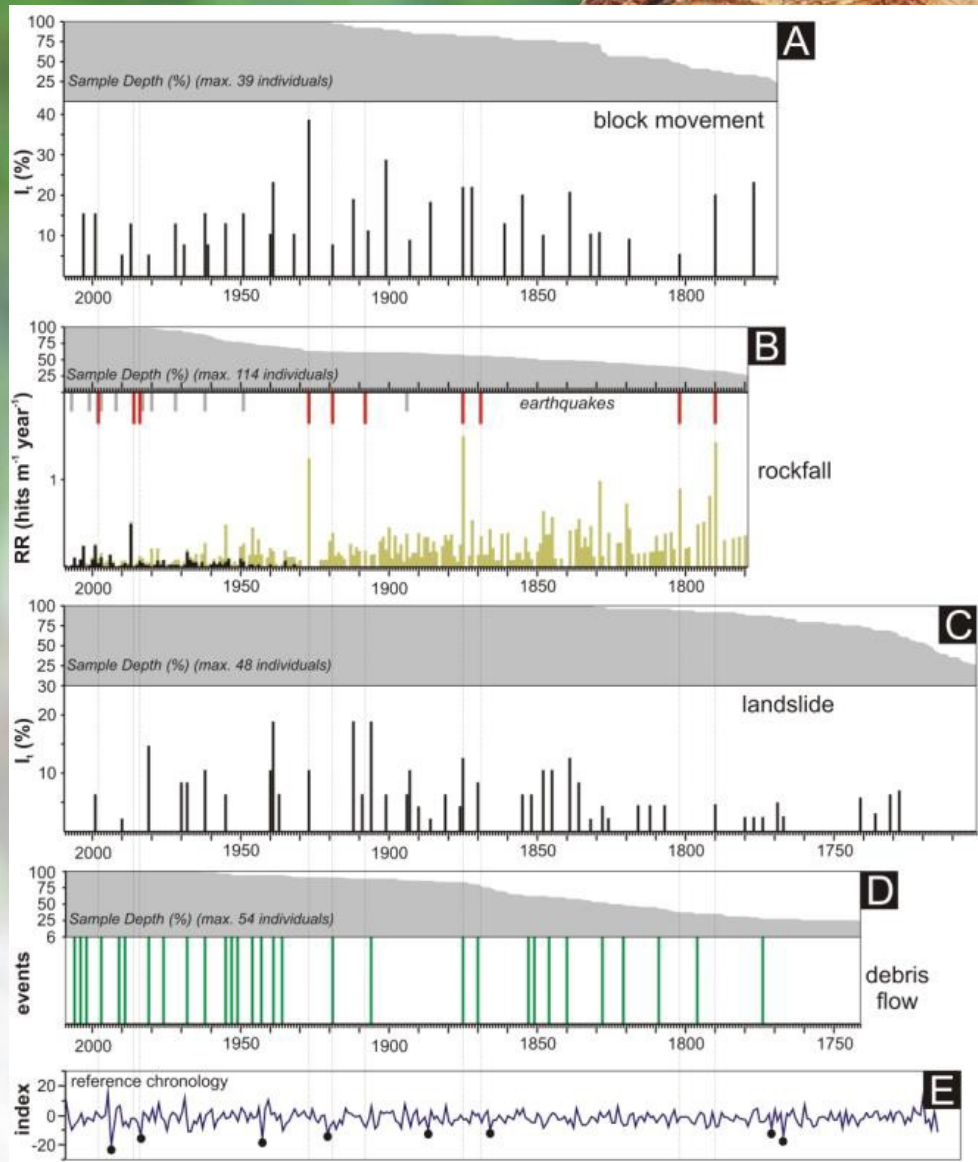 A
100
75
50
25
Sample Depth (%) (max. 39 individuals)
block movement
40
30
20
10
It (%)
2000 1950 1900 1850 1800
B
100
75
50
25
Sample Depth (%) (max. 114 individuals)
earthquakes
rockfall
1
RR (hits m-1 year-1)
2000 1950 1900 1850 1800
C
100
75
50
25
Sample Depth (%) (max. 48 individuals)
30
landslide
20
10
It (%)
2000 1950 1900 1850 1800 1750
D
100
75
50
25
Sample Depth (%) (max. 54 individuals)
6
events
debris
flow
2000 1950 1900 1850 1800 1750
E
reference chronology
20
0
-20
index